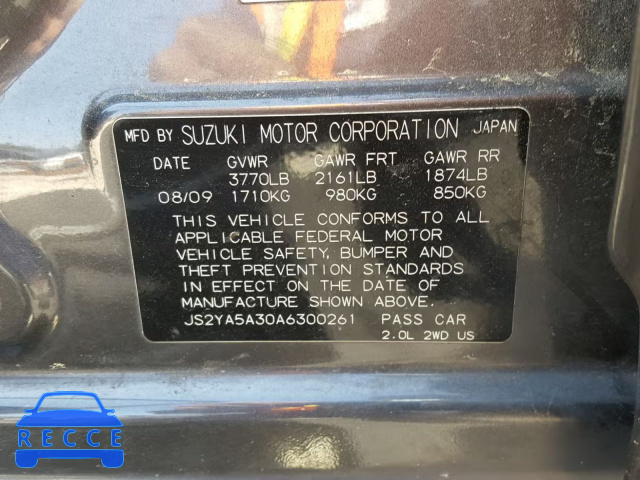 MFD BY SUZUKI MOTOR CORPORATION JAPAN
DATE GVWR GAWR FRT GAWR RR
3770LB 2161LB 1874LB
08/09 1710KG 980KG 850KG
THIS VEHICLE CONFORMS TO ALL
APPLICABLE FEDERAL MOTOR
VEHICLE SAFETY, BUMPER AND
THEFT PREVENTION STANDARDS
IN EFFECT ON THE DATE OF
MANUFACTURE SHOWN ABOVE.
JS2YA5A30A6300261 PASS CAR
2.0L 2WD US
RECCE